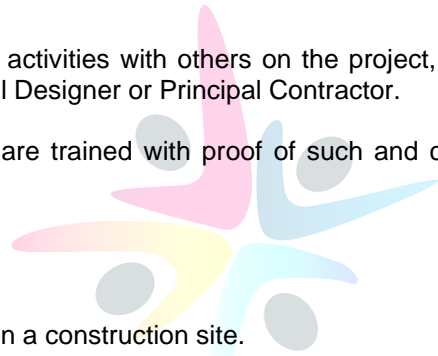 activities with others on the project,
l Designer or Principal Contractor.
are trained with proof of such and
n a construction site.